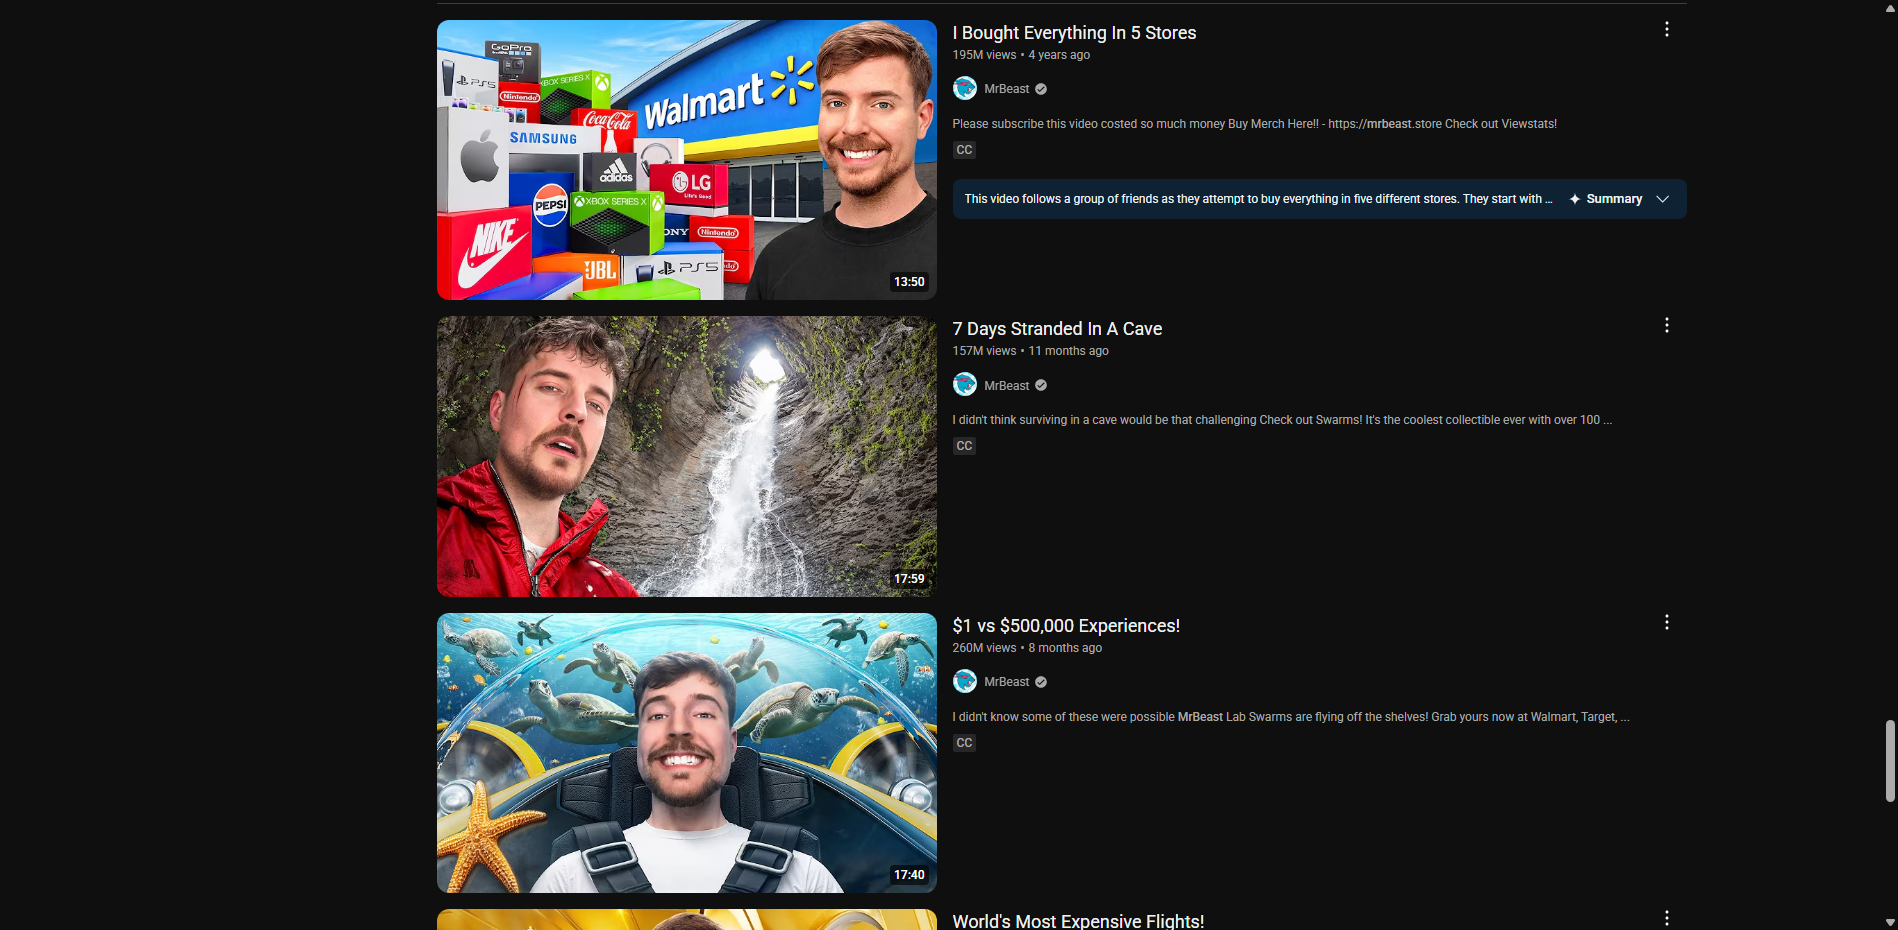 GoPro
PS5
XBOX SERIES X
Nintendo
Coca-Cola
SAMSUNG
adidas
LG
Life's Good
PEPSI
XBOX SERIES X
NIKE
Nintendo
JBL
PS5
Walmart
13:50
I Bought Everything In 5 Stores
195M views • 4 years ago
MrBeast
Please subscribe this video costed so much money Buy Merch Here!! - https://mrbeast.store Check out Viewstats!
CC
This video follows a group of friends as they attempt to buy everything in five different stores. They start with ...
Summary
17:59
7 Days Stranded In A Cave
157M views • 11 months ago
MrBeast
I didn't think surviving in a cave would be that challenging Check out Swarms! It's the coolest collectible ever with over 100 ...
CC
17:40
$1 vs $500,000 Experiences!
260M views • 8 months ago
MrBeast
I didn't know some of these were possible MrBeast Lab Swarms are flying off the shelves! Grab yours now at Walmart, Target, ...
CC
World's Most Expensive Flights!